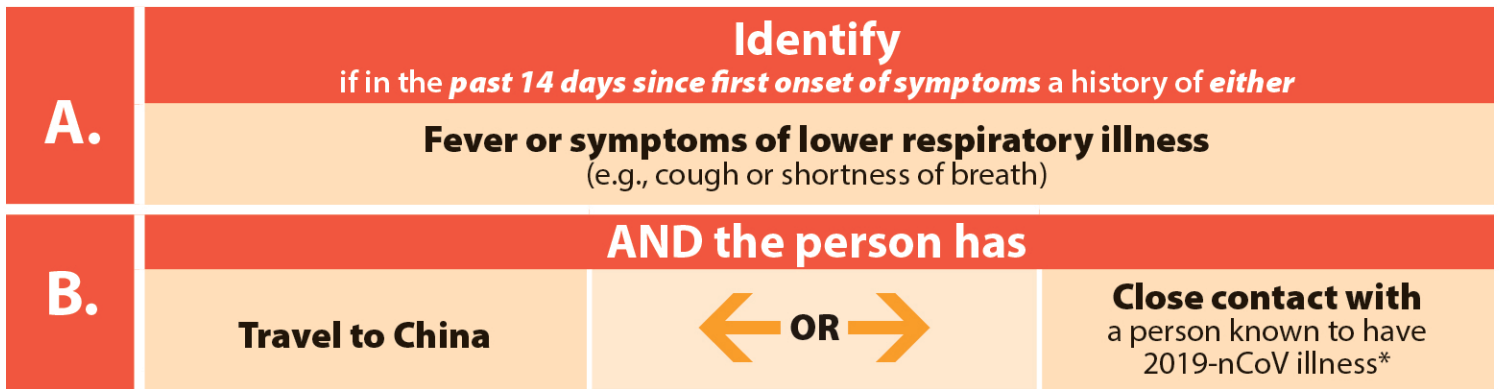 A.
Identify
if in the past 14 days since first onset of symptoms a history of either
Fever or symptoms of lower respiratory illness
(e.g., cough or shortness of breath)
B.
AND the person has
Travel to China
OR
Close contact with
a person known to have
2019-nCoV illness*